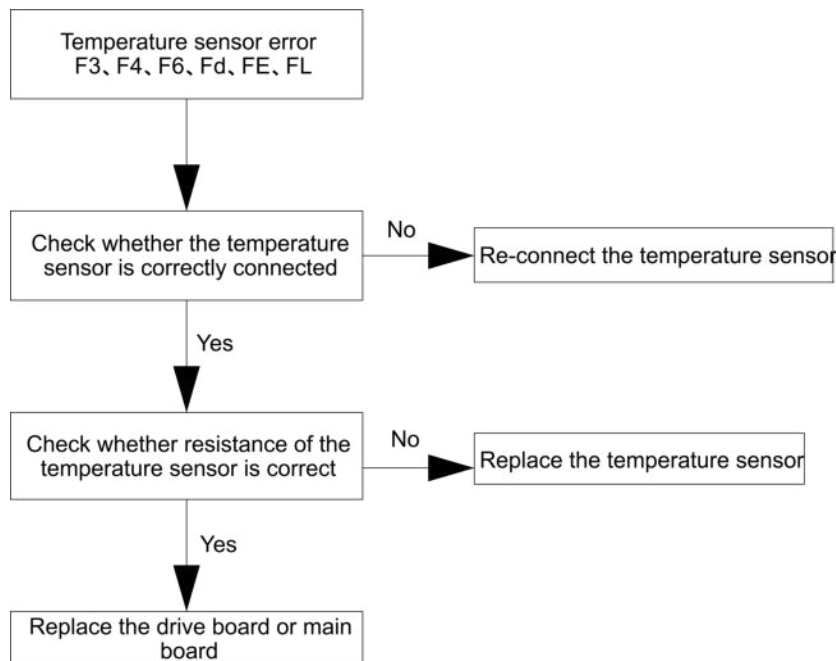 Temperature sensor error
F3、F4、F6、Fd、FE、FL
Check whether the temperature
sensor is correctly connected
No
Re-connect the temperature sensor
Yes
Check whether resistance of the
temperature sensor is correct
No
Replace the temperature sensor
Yes
Replace the drive board or main
board